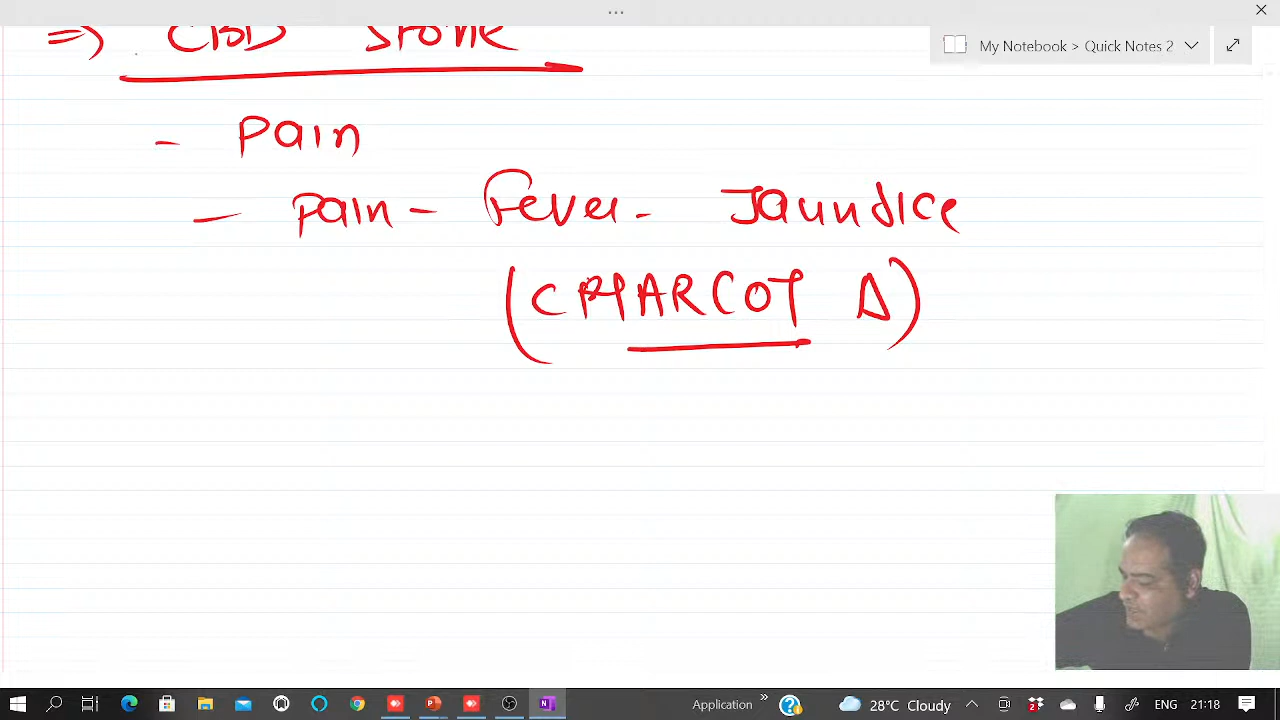 ...
My Notebook > Quick Notes 2
⇒ CBD Stone
- Pain
- Pain - Fever - Jaundice
(CHARCOT Δ)
Application
28°C Cloudy
ENG
21:18